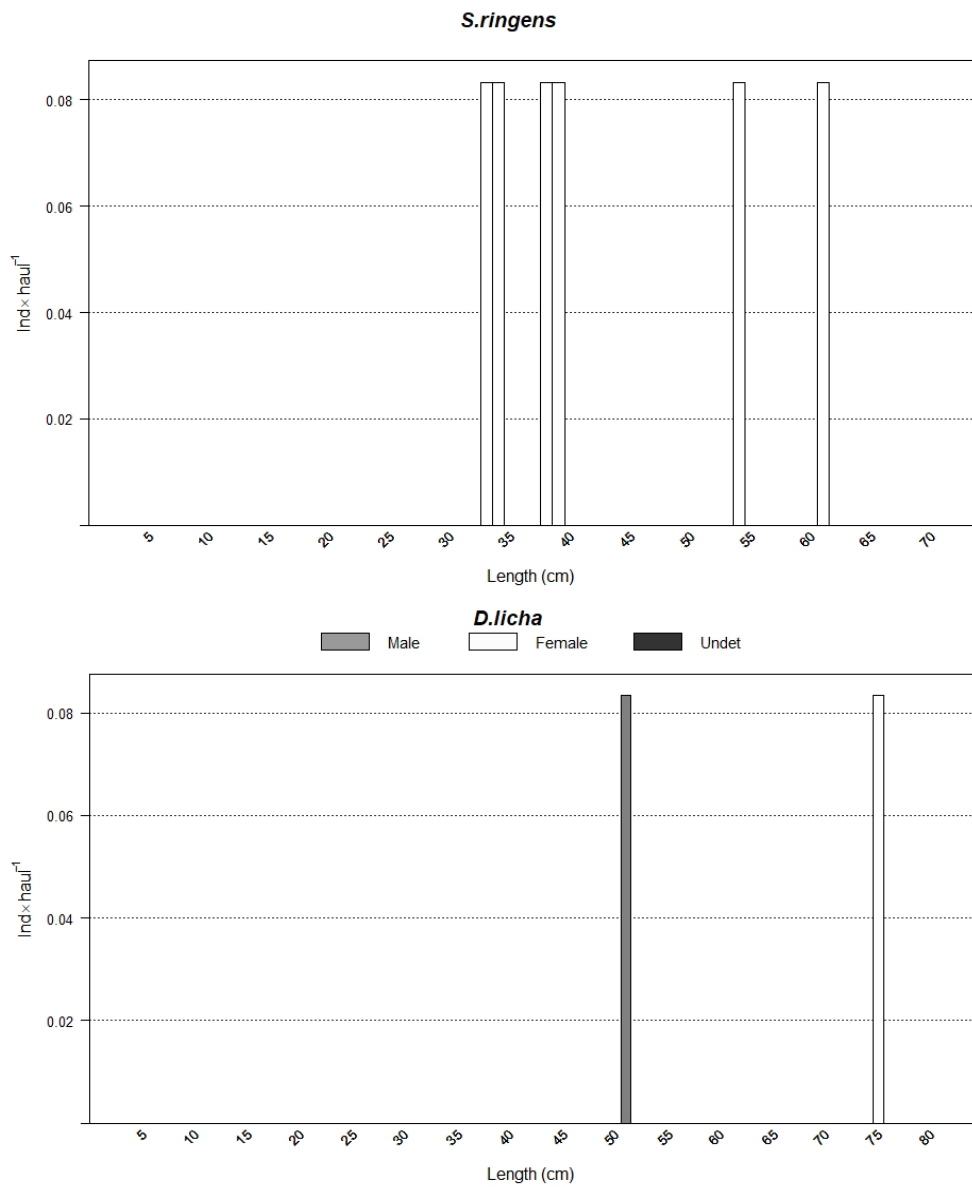 S.ringens
0.08
0.06
0.04
0.02
Ind× haul⁻¹
5 10 15 20 25 30 35 40 45 50 55 60 65 70
Length (cm)
D.licha
Male Female Undet
0.08
0.06
0.04
0.02
Ind× haul⁻¹
5 10 15 20 25 30 35 40 45 50 55 60 65 70 75 80
Length (cm)